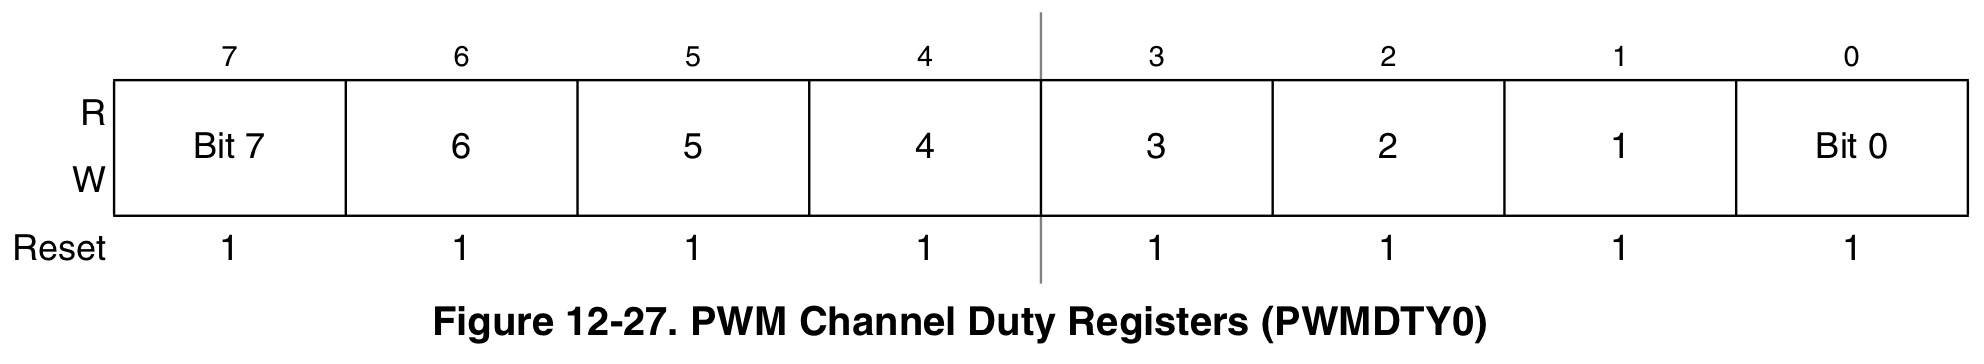 7 6 5 4 3 2 1 0
R
Bit 7 6 5 4 3 2 1 Bit 0
W
Reset 1 1 1 1 1 1 1 1
Figure 12-27. PWM Channel Duty Registers (PWMDTY0)